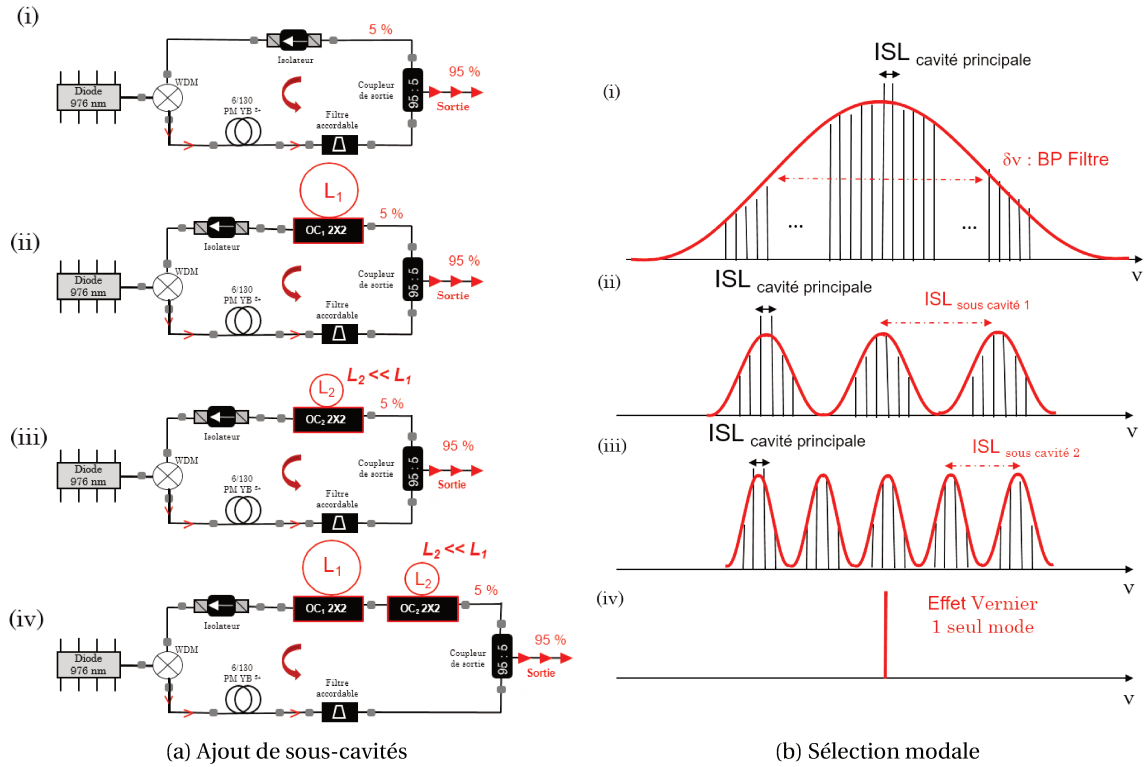 (i)
5 %
Isolateur
WDM
Diode
976 nm
6/130
PM YB 3+
Filtre
accordable
Coupleur
de sortie
95 : 5
95 %
Sortie
(ii)
L1
OC1 2X2
5 %
Isolateur
WDM
Diode
976 nm
6/130
PM YB 3+
Filtre
accordable
Coupleur
de sortie
95 : 5
95 %
Sortie
(iii)
L2
L2 << L1
OC2 2X2
5 %
Isolateur
WDM
Diode
976 nm
6/130
PM YB 3+
Filtre
accordable
Coupleur
de sortie
95 : 5
95 %
Sortie
(iv)
L1
L2 << L1
L2
OC1 2X2
OC2 2X2
5 %
Isolateur
WDM
Diode
976 nm
6/130
PM YB 3+
Filtre
accordable
Coupleur
de sortie
95 : 5
95 %
Sortie
(a) Ajout de sous-cavités
(i)
ISL cavité principale
δν : BP Filtre
...
...
ν
(ii)
ISL cavité principale
ISL sous cavité 1
ν
(iii)
ISL cavité principale
ISL sous cavité 2
ν
(iv)
Effet Vernier
1 seul mode
ν
(b) Sélection modale